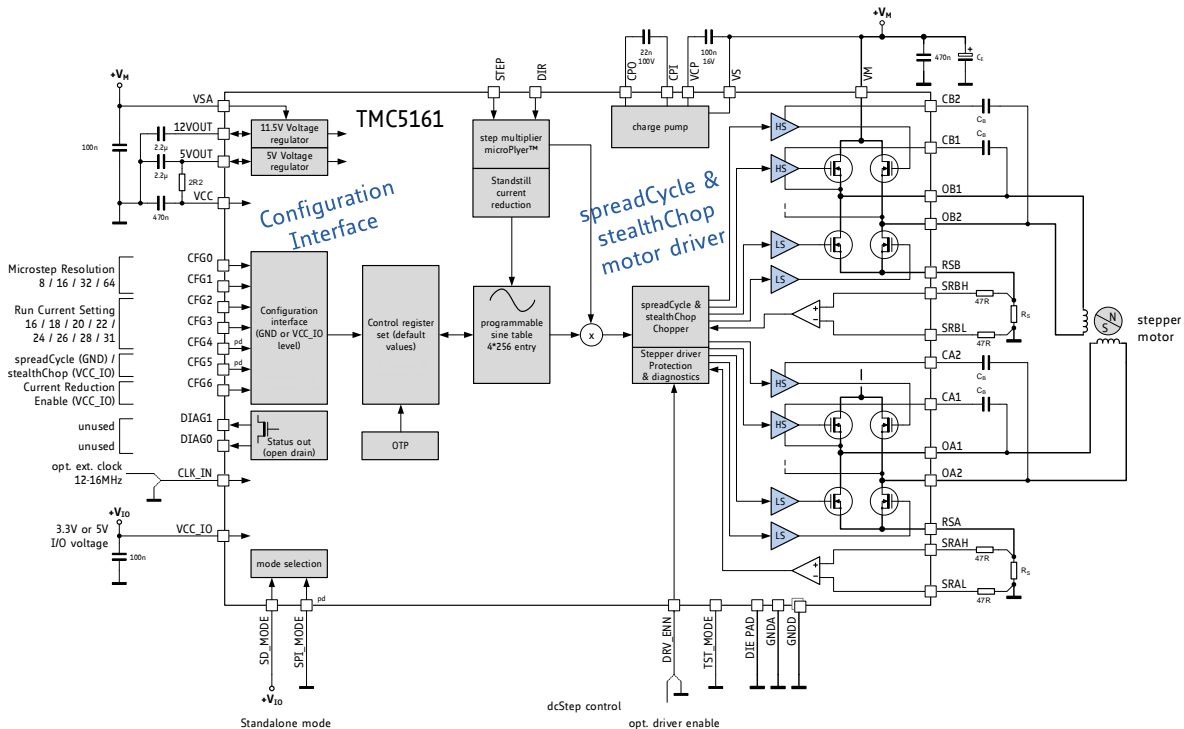 +VM
STEP
DIR
CPO
22n
100V
CPI
VCP
100n
16V
VS
VM
470n
+
CE
+VM
VSA
12VOUT
5VOUT
VCC
100n
2.2µ
2.2µ
2R2
470n
TMC5161
11.5V Voltage
regulator
5V Voltage
regulator
Configuration
Interface
step multiplier
microPlyer™
Standstill
current
reduction
charge pump
spreadCycle &
stealthChop
motor driver
HS
HS
LS
LS
CB2
CB
CB1
CB
OB1
OB2
RSB
SRBH
47R
RS
SRBL
47R
+
−
Microstep Resolution
8 / 16 / 32 / 64
Run Current Setting
16 / 18 / 20 / 22 /
24 / 26 / 28 / 31
spreadCycle (GND) /
stealthChop (VCC_IO)
Current Reduction
Enable (VCC_IO)
unused
unused
opt. ext. clock
12-16MHz
CFG0
CFG1
CFG2
CFG3
CFG4
pd
CFG5
pd
CFG6
DIAG1
DIAG0
CLK_IN
Configuration
interface
(GND or VCC_IO
level)
Control register
set (default
values)
programmable
sine table
4*256 entry
x
spreadCycle &
stealthChop
Chopper
Stepper driver
Protection
& diagnostics
Status out
(open drain)
OTP
N
S
stepper
motor
HS
HS
LS
LS
CA2
CB
CA1
CB
OA1
OA2
RSA
SRAH
47R
RS
SRAL
47R
+
−
+VIO
3.3V or 5V
I/O voltage
VCC_IO
100n
mode selection
pd
SD_MODE
SPI_MODE
+VIO
Standalone mode
DRV_ENN
TST_MODE
DIE PAD
GNDA
GNDD
dcStep control
opt. driver enable